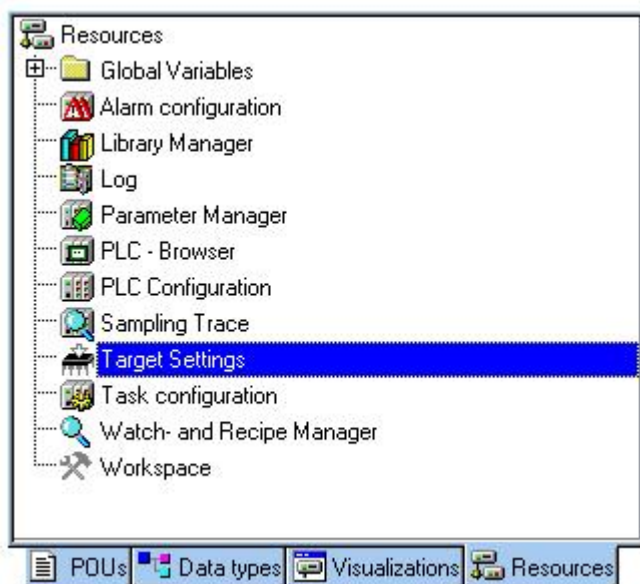 Resources
Global Variables
Alarm configuration
Library Manager
Log
Parameter Manager
PLC - Browser
PLC Configuration
Sampling Trace
Target Settings
Task configuration
Watch- and Recipe Manager
Workspace
POUs Data types Visualizations Resources